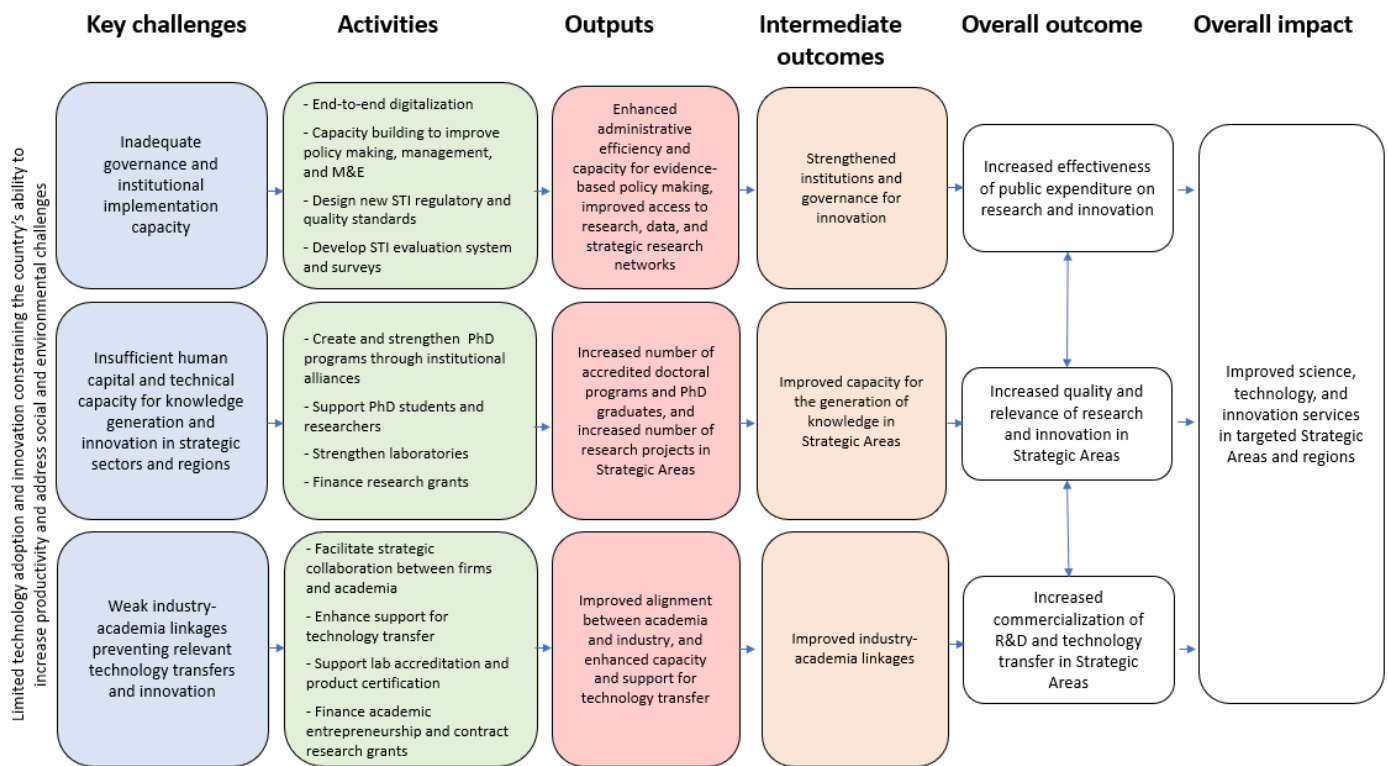 Key challenges
Activities
Outputs
Intermediate
outcomes
Overall outcome
Overall impact
Limited technology adoption and innovation constraining the country's ability to
increase productivity and address social and environmental challenges
Inadequate
governance and
institutional
implementation
capacity
- End-to-end digitalization
- Capacity building to improve
policy making, management,
and M&E
- Design new STI regulatory and
quality standards
- Develop STI evaluation system
and surveys
Enhanced
administrative
efficiency and
capacity for evidence-
based policy making,
improved access to
research, data, and
strategic research
networks
Strengthened
institutions and
governance for
innovation
Increased effectiveness
of public expenditure on
research and innovation
Insufficient human
capital and technical
capacity for knowledge
generation and
innovation in strategic
sectors and regions
- Create and strengthen  PhD
programs through institutional
alliances
- Support PhD students and
researchers
- Strengthen laboratories
- Finance research grants
Increased number of
accredited doctoral
programs and PhD
graduates, and
increased number of
research projects in
Strategic Areas
Improved capacity for
the generation of
knowledge in
Strategic Areas
Increased quality and
relevance of research
and innovation in
Strategic Areas
Improved science,
technology, and
innovation services
in targeted Strategic
Areas and regions
Weak industry-
academia linkages
preventing relevant
technology transfers
and innovation
- Facilitate strategic
collaboration between firms
and academia
- Enhance support for
technology transfer
- Support lab accreditation and
product certification
- Finance academic
entrepreneurship and contract
research grants
Improved alignment
between academia
and industry, and
enhanced capacity
and support for
technology transfer
Improved industry-
academia linkages
Increased
commercialization of
R&D and technology
transfer in Strategic
Areas